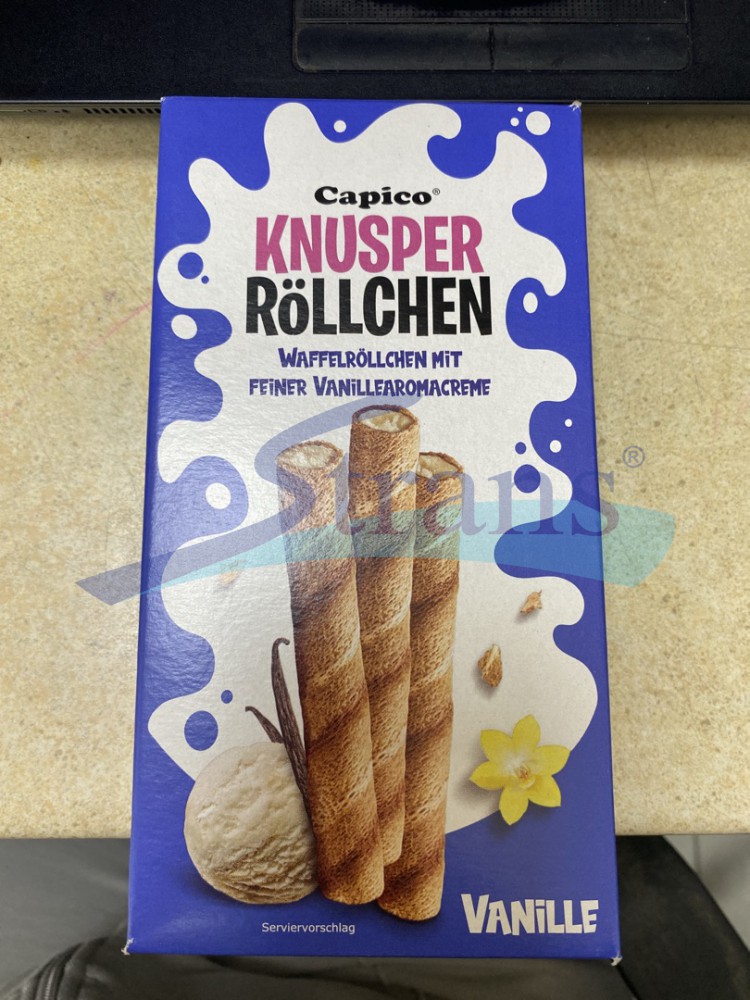 Capico®
KNUSPER
RÖLLCHEN
WAFFELRÖLLCHEN MIT
FEINER VANILLEAROMACREME
Strans®
VANILLE
Serviervorschlag